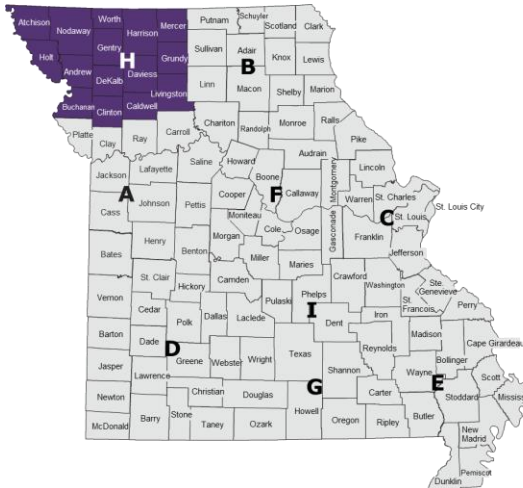 Atchison
Nodaway
Worth
Harrison
Mercer
Putnam
Schuyler
Scotland
Clark
Gentry
Holt
Andrew
H
DeKalb
Daviess
Grundy
Sullivan
Adair
Knox
Lewis
B
Livingston
Linn
Macon
Shelby
Marion
Buchanan
Clinton
Caldwell
Chariton
Randolph
Monroe
Ralls
Platte
Clay
Ray
Carroll
Pike
Audrain
Saline
Howard
Boone
Lincoln
Jackson
Lafayette
A
Cooper
F
Callaway
Montgomery
Warren
St. Charles
St. Louis City
Cass
Johnson
Pettis
Moniteau
Cole
Osage
Gasconade
C
St. Louis
Franklin
Jefferson
Henry
Benton
Morgan
Miller
Maries
Bates
St. Clair
Camden
Crawford
Washington
Ste.
Genevieve
Vernon
Hickory
Pulaski
Phelps
St.
Francois
Perry
Cedar
Dallas
Laclede
I
Dent
Iron
Polk
Madison
Cape Girardeau
Barton
Dade
D
Greene
Webster
Wright
Texas
Reynolds
Bollinger
Jasper
Lawrence
Shannon
Wayne
E
Scott
Newton
Christian
Douglas
G
Carter
Stoddard
Mississi
Howell
McDonald
Barry
Stone
Taney
Ozark
Oregon
Ripley
Butler
New
Madrid
Dunklin
Pemiscot